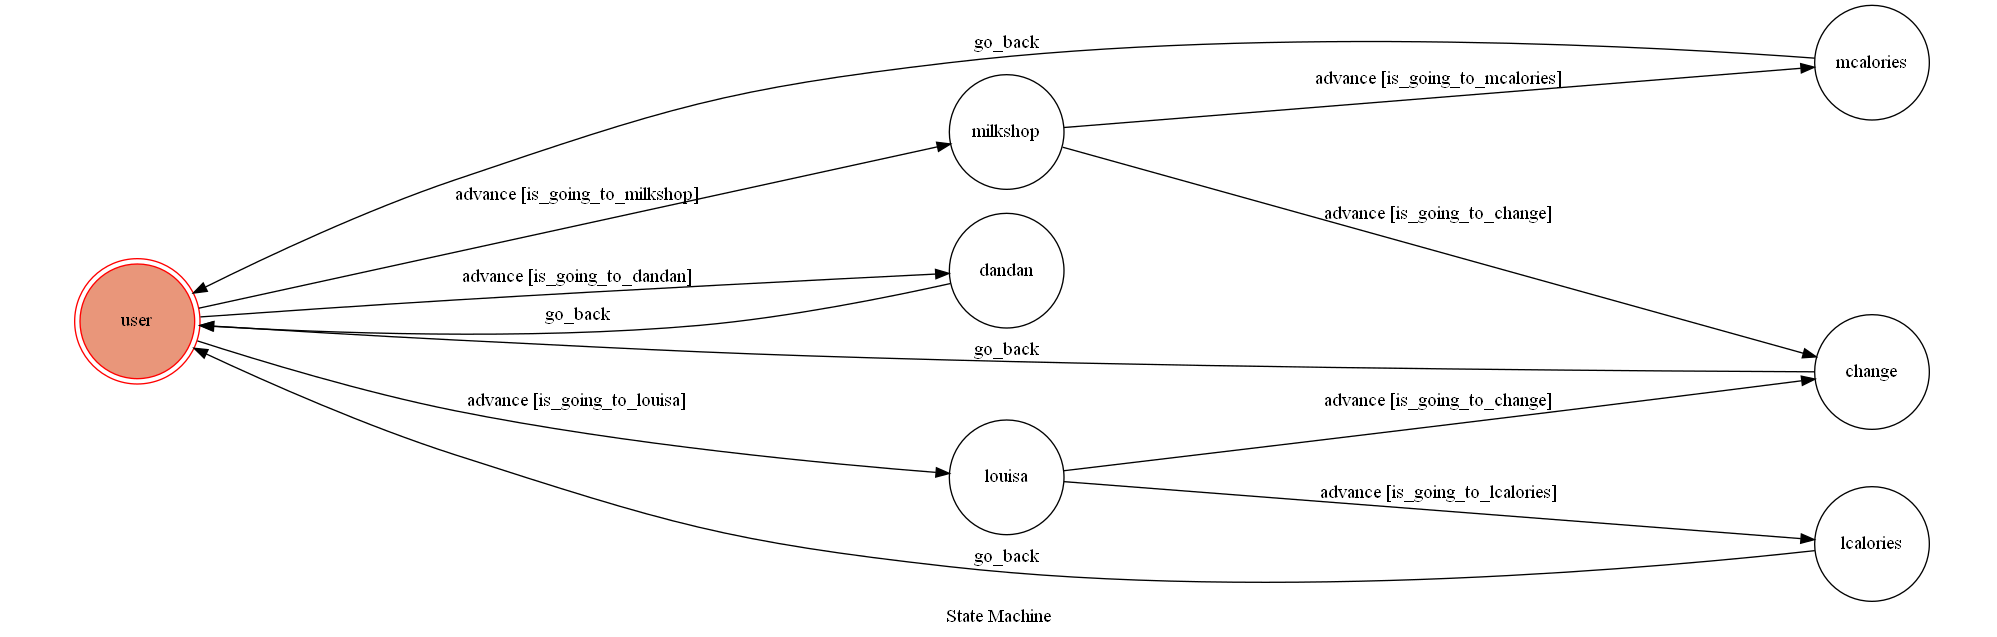 go_back
mcalories
advance [is_going_to_mcalories]
milkshop
advance [is_going_to_milkshop]
advance [is_going_to_change]
dandan
advance [is_going_to_dandan]
go_back
user
go_back
change
advance [is_going_to_louisa]
advance [is_going_to_change]
louisa
advance [is_going_to_lcalories]
lcalories
go_back
State Machine